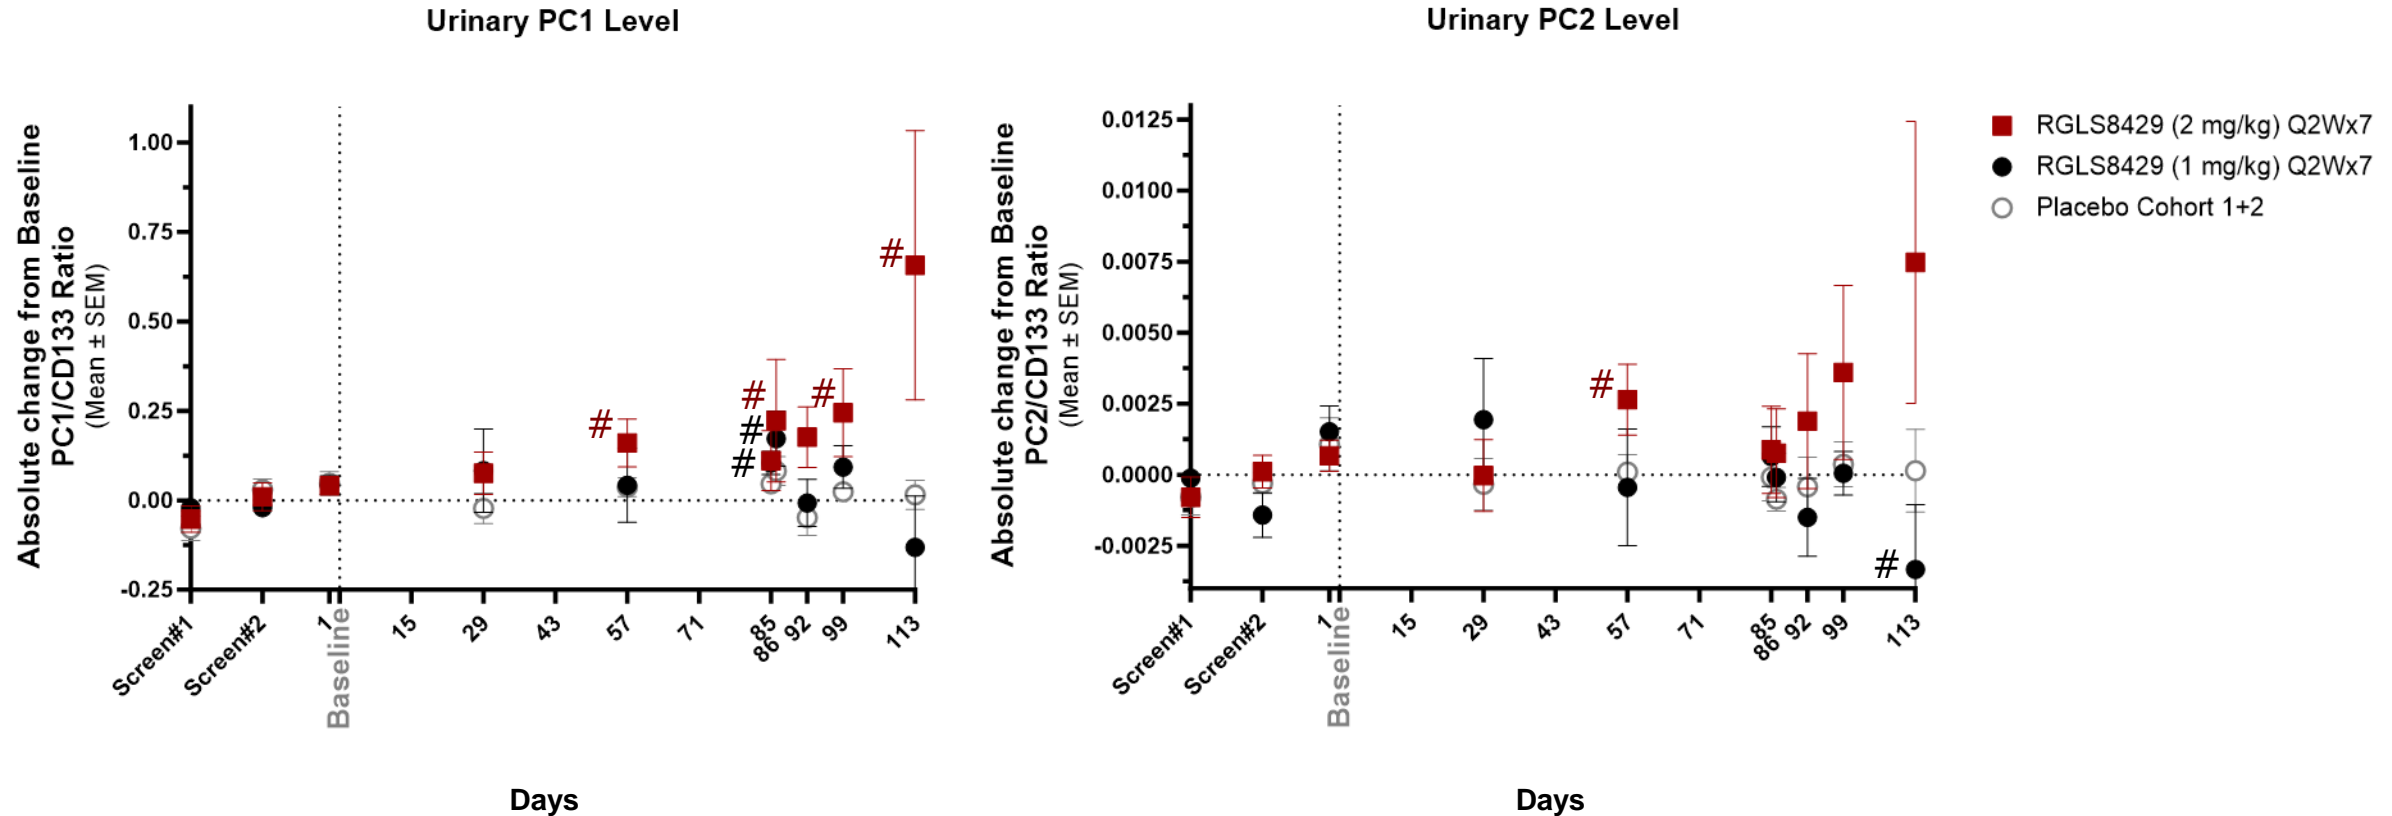 Urinary PC1 Level
Absolute change from Baseline
PC1/CD133 Ratio
(Mean ± SEM)
1.00
0.75
0.50
0.25
0.00
-0.25
#
#
#
#
#
#
Screen#1
Screen#2
1
Baseline
15
29
43
57
71
85
86
92
99
113
Days
Urinary PC2 Level
Absolute change from Baseline
PC2/CD133 Ratio
(Mean ± SEM)
0.0125
0.0100
0.0075
0.0050
0.0025
0.0000
-0.0025
#
#
Screen#1
Screen#2
1
Baseline
15
29
43
57
71
85
86
92
99
113
Days
RGLS8429 (2 mg/kg) Q2Wx7
RGLS8429 (1 mg/kg) Q2Wx7
Placebo Cohort 1+2